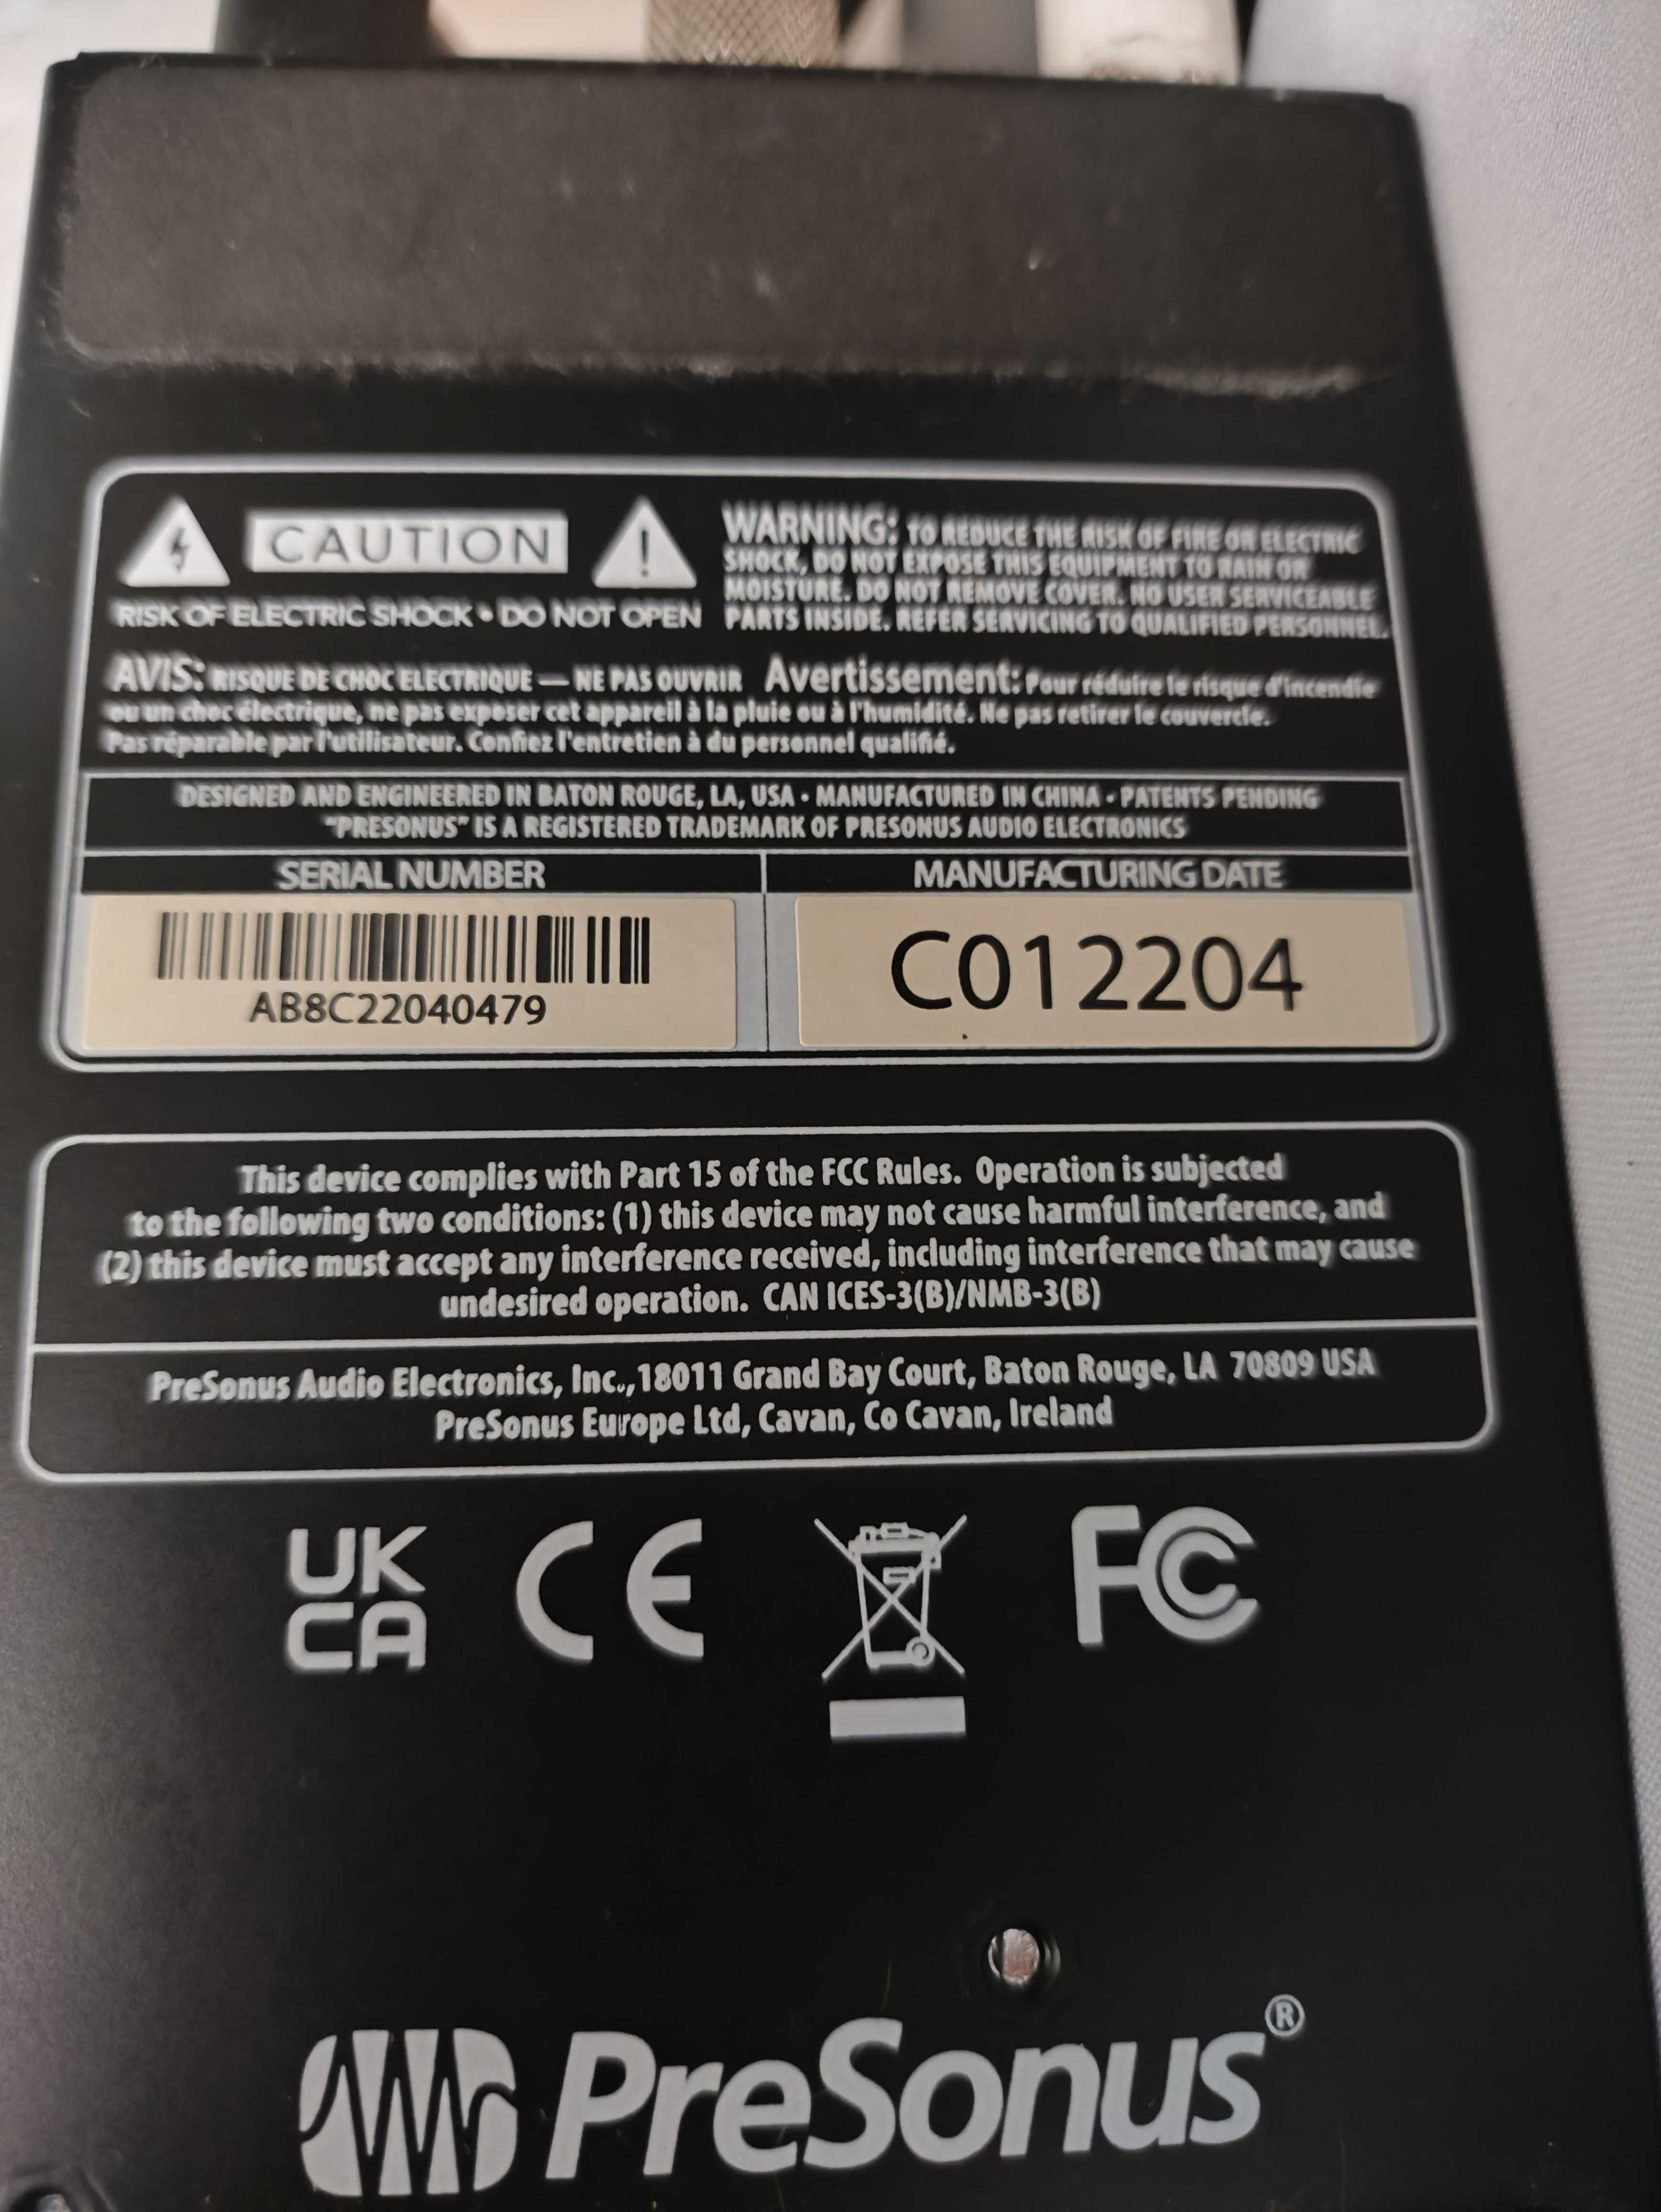 CAUTION
RISK OF ELECTRIC SHOCK • DO NOT OPEN
WARNING: TO REDUCE THE RISK OF FIRE OR ELECTRIC
SHOCK, DO NOT EXPOSE THIS EQUIPMENT TO RAIN OR
MOISTURE. DO NOT REMOVE COVER. NO USER SERVICEABLE
PARTS INSIDE. REFER SERVICING TO QUALIFIED PERSONNEL.
AVIS: RISQUE DE CHOC ELECTRIQUE — NE PAS OUVRIR Avertissement: Pour réduire le risque d'incendie
ou un choc électrique, ne pas exposer cet appareil à la pluie ou à l'humidité. Ne pas retirer le couvercle.
Pas réparable par l'utilisateur. Confiez l'entretien à du personnel qualifié.
DESIGNED AND ENGINEERED IN BATON ROUGE, LA, USA • MANUFACTURED IN CHINA • PATENTS PENDING
"PRESONUS" IS A REGISTERED TRADEMARK OF PRESONUS AUDIO ELECTRONICS
SERIAL NUMBER
AB8C22040479
MANUFACTURING DATE
C012204
This device complies with Part 15 of the FCC Rules. Operation is subjected
to the following two conditions: (1) this device may not cause harmful interference, and
(2) this device must accept any interference received, including interference that may cause
undesired operation. CAN ICES-3(B)/NMB-3(B)
PreSonus Audio Electronics, Inc., 18011 Grand Bay Court, Baton Rouge, LA 70809 USA
PreSonus Europe Ltd, Cavan, Co Cavan, Ireland
UK
CA
CE
FC
PreSonus®